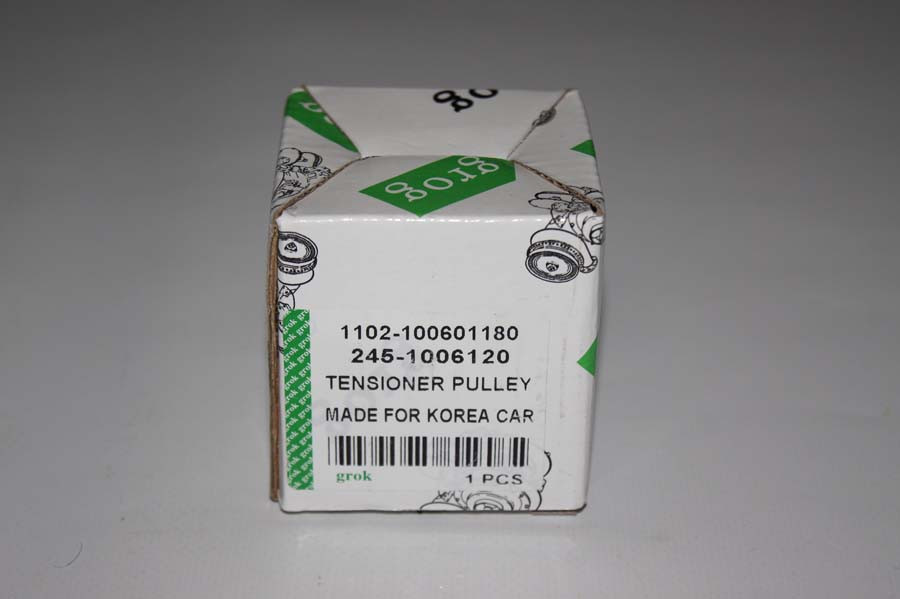 grog
1102-100601180
245-1006120
TENSIONER PULLEY
MADE FOR KOREA CAR
grok
1 PCS